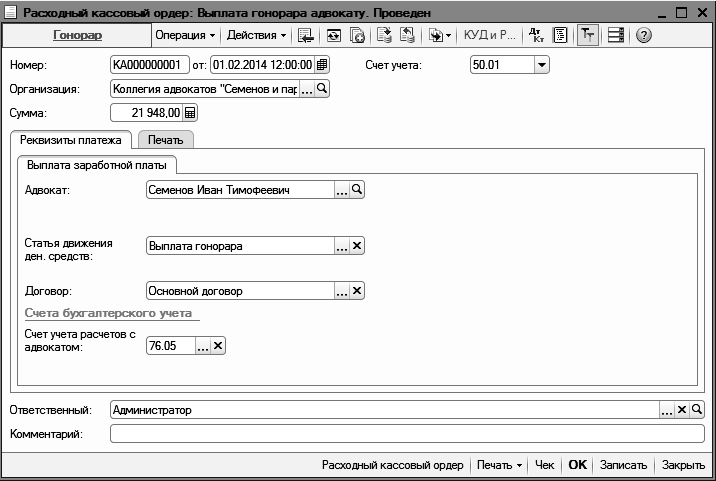 Расходный кассовый ордер: Выплата гонорара адвокату. Проведен
Гонорар Операция Действия КУД и Р... Дт Кт
Номер: КА000000001 от: 01.02.2014 12:00:00 Счет учета: 50.01
Организация: Коллегия адвокатов "Семенов и пар ...
Сумма: 21 948,00
Реквизиты платежа Печать
Выплата заработной платы
Адвокат: Семенов Иван Тимофеевич ...
Статья движения
ден. средств: Выплата гонорара ...
Договор: Основной договор ...
Счета бухгалтерского учета
Счет учета расчетов с
адвокатом: 76.05 ...
Ответственный: Администратор ...
Комментарий:
Расходный кассовый ордер Печать Чек OK Записать Закрыть